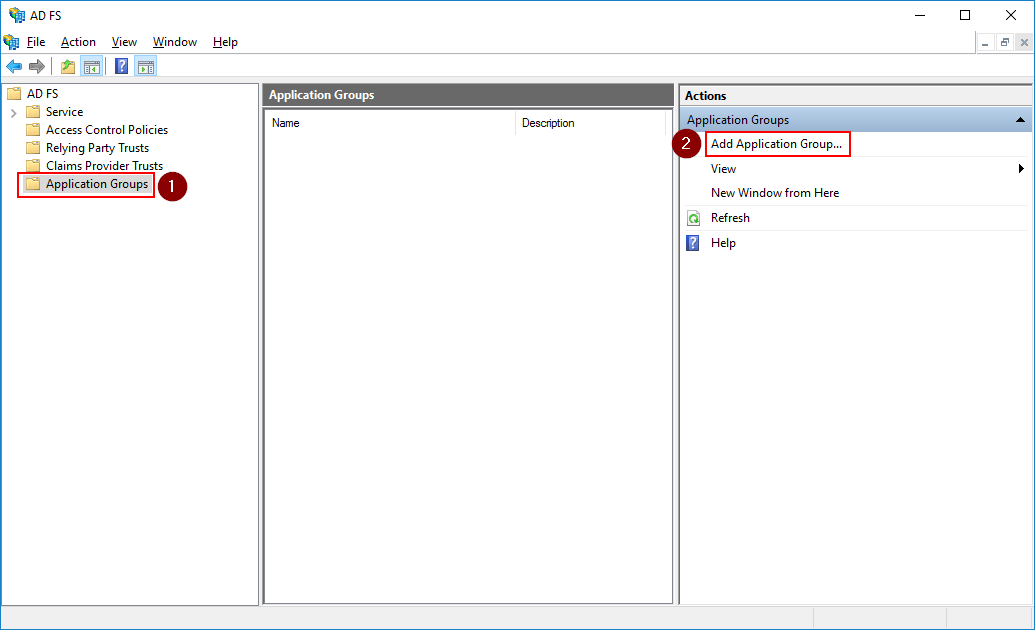 AD FS
File Action View Window Help
AD FS
Service
Access Control Policies
Relying Party Trusts
Claims Provider Trusts
Application Groups
1
Application Groups
Name Description
Actions
Application Groups
2
Add Application Group...
View
New Window from Here
Refresh
Help